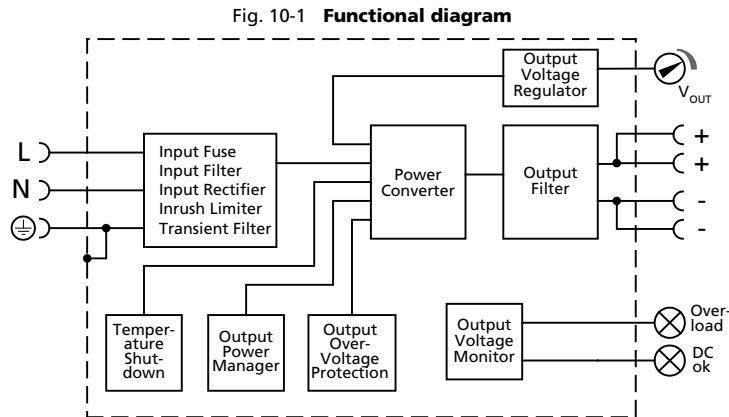 Fig. 10-1 Functional diagram
Output
Voltage
Regulator
V OUT
L
N
Input Fuse
Input Filter
Input Rectifier
Inrush Limiter
Transient Filter
Power
Converter
Output
Filter
+
+
-
-
Temper-
ature
Shut-
down
Output
Power
Manager
Output
Over-
Voltage
Protection
Output
Voltage
Monitor
Over-
load
DC
ok